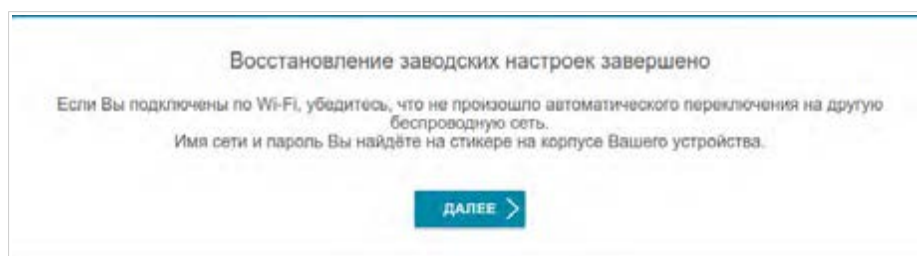 Восстановление заводских настроек завершено
Если Вы подключены по Wi-Fi, убедитесь, что не произошло автоматического переключения на другую
беспроводную сеть.
Имя сети и пароль Вы найдёте на стикере на корпусе Вашего устройства.
ДАЛЕЕ